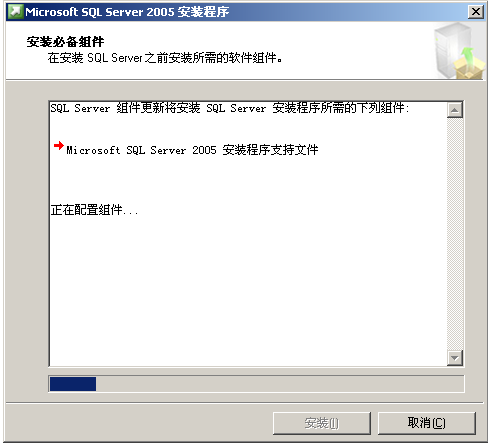 Microsoft SQL Server 2005 安装程序
安装必备组件
在安装 SQL Server 之前安装所需的软件组件。
SQL Server 组件更新将安装 SQL Server 安装程序所需的下列组件:
Microsoft SQL Server 2005 安装程序支持文件
正在配置组件...
安装(I)
取消(C)